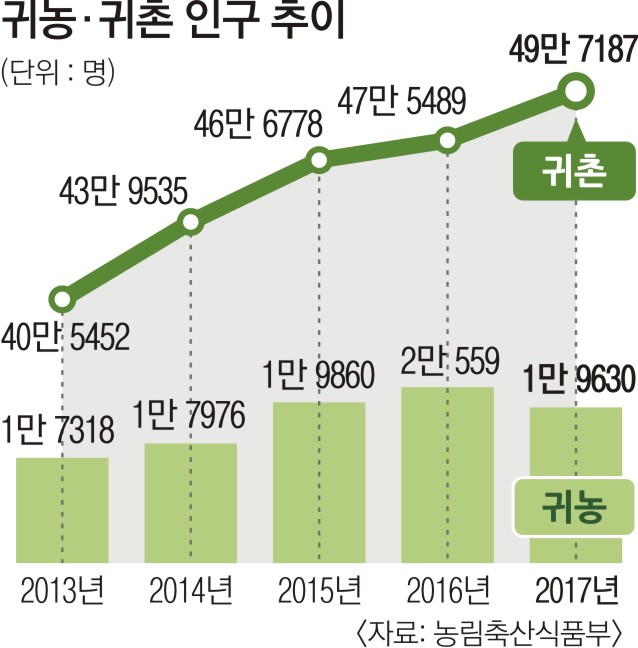 귀농·귀촌 인구 추이
(단위 : 명)
49만 7187
47만 5489
46만 6778
43만 9535
40만 5452
귀촌
1만 7318
1만 7976
1만 9860
2만 559
1만 9630
귀농
2013년
2014년
2015년
2016년
2017년
〈자료: 농림축산식품부〉